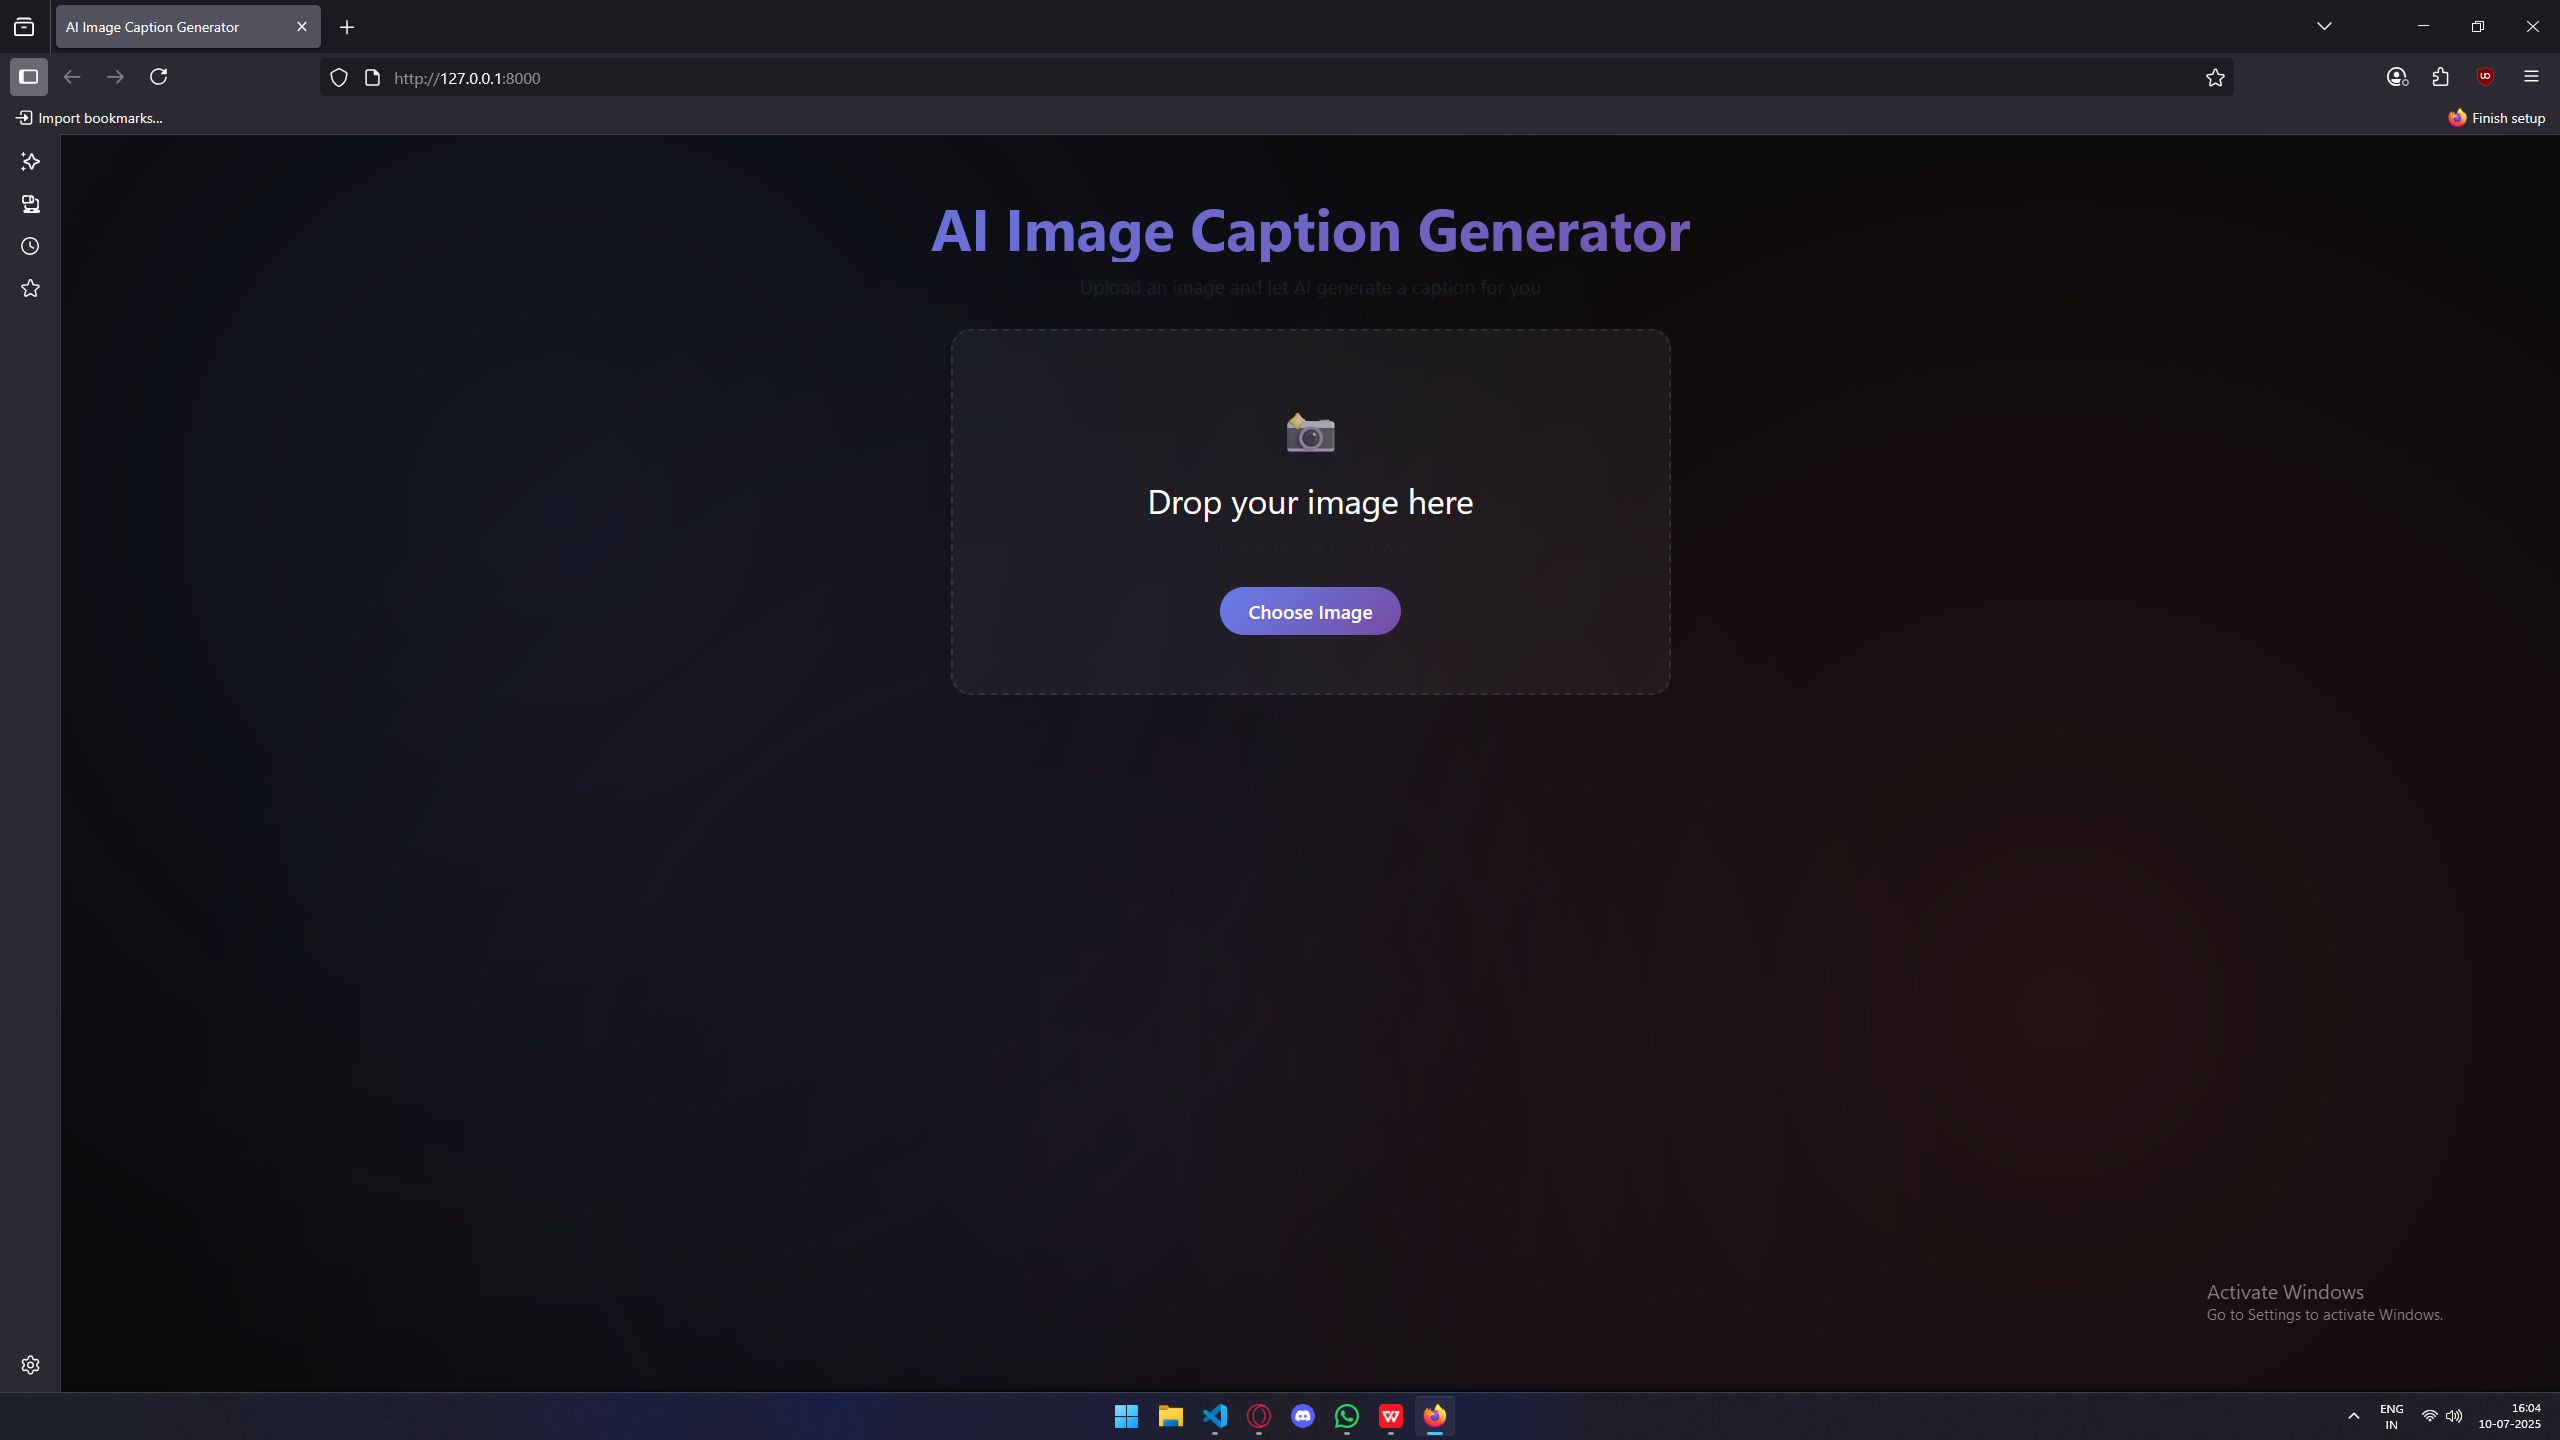 AI Image Caption Generator
http://127.0.0.1:8000
Import bookmarks...
Finish setup
AI Image Caption Generator
Upload an image and let AI generate a caption for you
Drop your image here
or click below to browse
Choose Image
Activate Windows
Go to Settings to activate Windows.
ENG
IN
16:04
10-07-2025